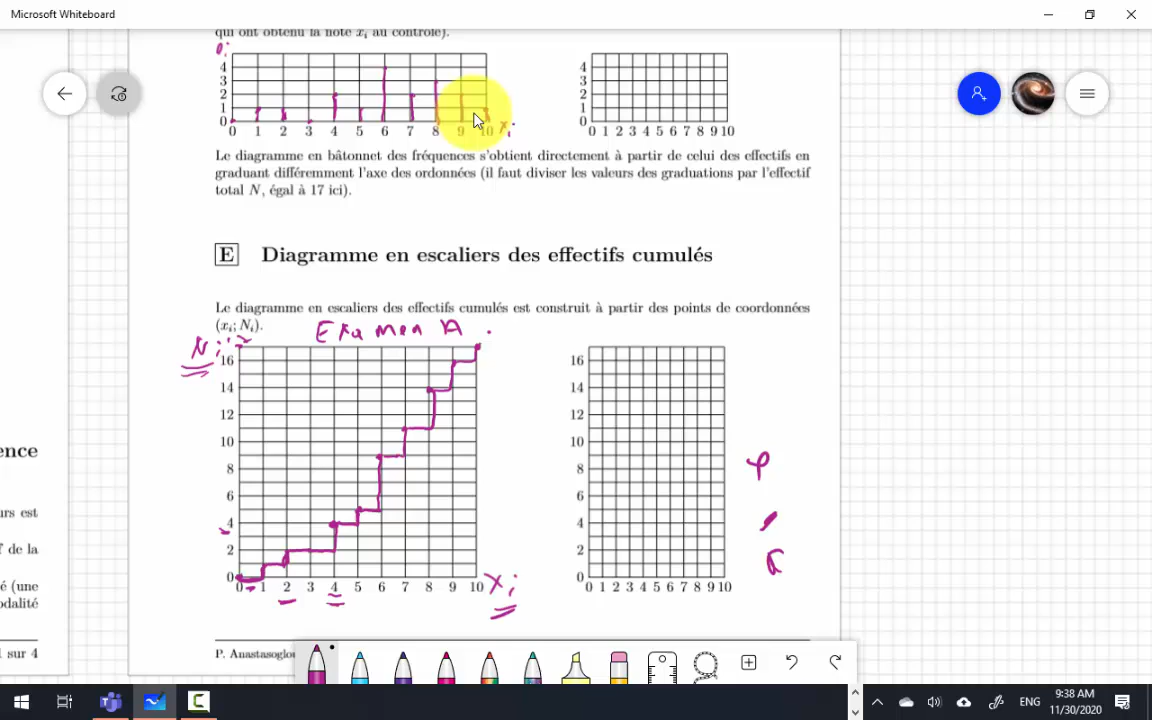 Microsoft Whiteboard
qui ont obtenu la note xi au contrôle).
4
3
2
1
0
0 1 2 3 4 5 6 7 8 9 10
xi
4
3
2
1
0
0 1 2 3 4 5 6 7 8 9 10
Le diagramme en bâtonnet des fréquences s'obtient directement à partir de celui des effectifs en
graduant différemment l'axe des ordonnées (il faut diviser les valeurs des graduations par l'effectif
total N, égal à 17 ici).
E Diagramme en escaliers des effectifs cumulés
Le diagramme en escaliers des effectifs cumulés est construit à partir des points de coordonnées
(xi; Ni).
Examen A
Ni
16
14
12
10
8
6
4
2
0
0 1 2 3 4 5 6 7 8 9 10
xi
16
14
12
10
8
6
4
2
0
0 1 2 3 4 5 6 7 8 9 10
ence
urs est
f de la
é (une
odalité
1 sur 4
P. Anastasoglo
ENG
9:38 AM
11/30/2020